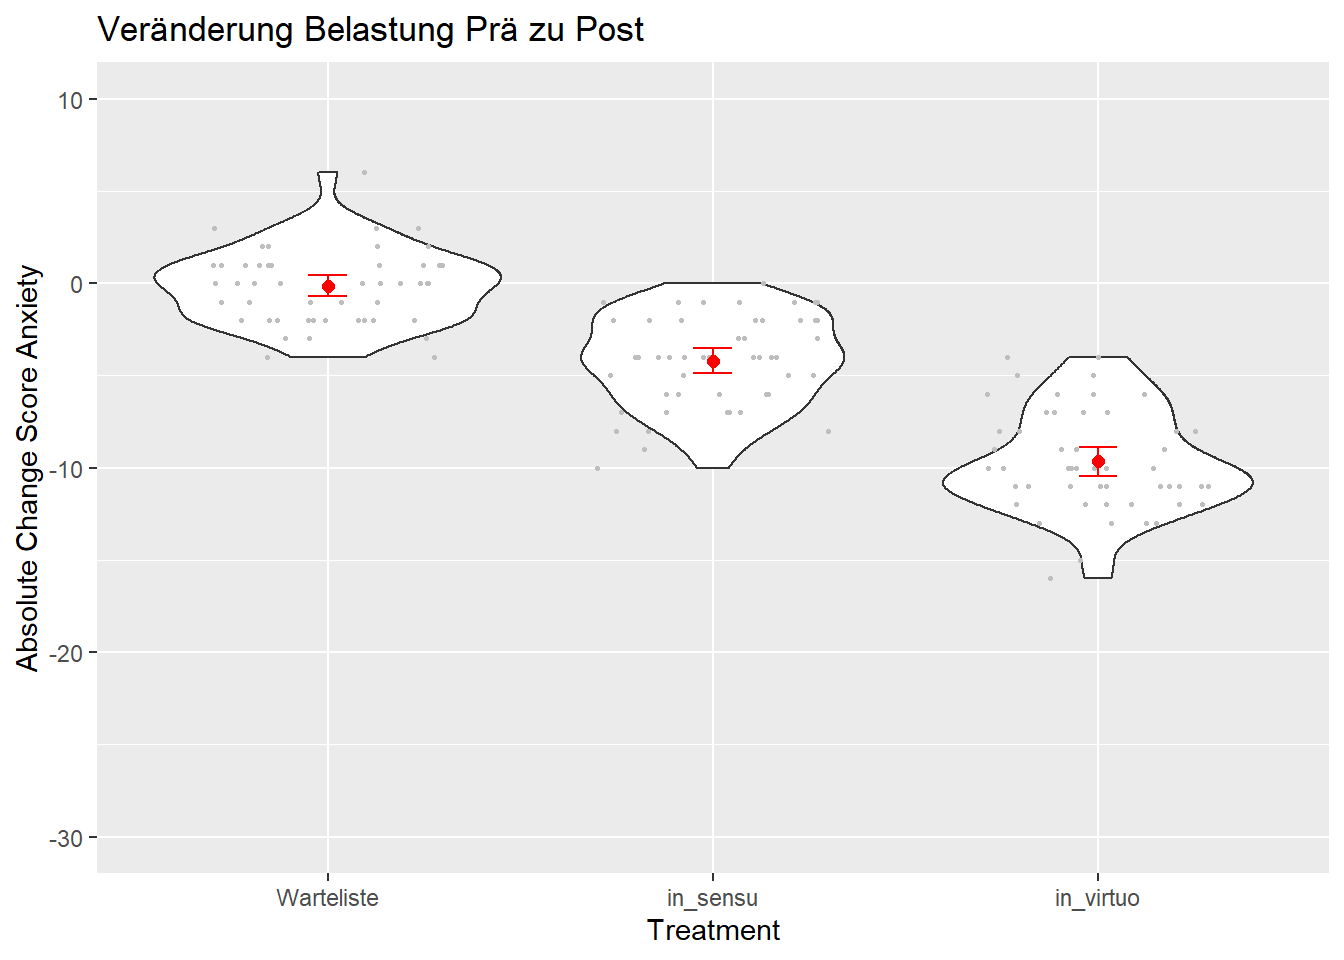 Veränderung Belastung Prä zu Post
Absolute Change Score Anxiety
10
0
-10
-20
-30
Warteliste in_sensu in_virtuo
Treatment